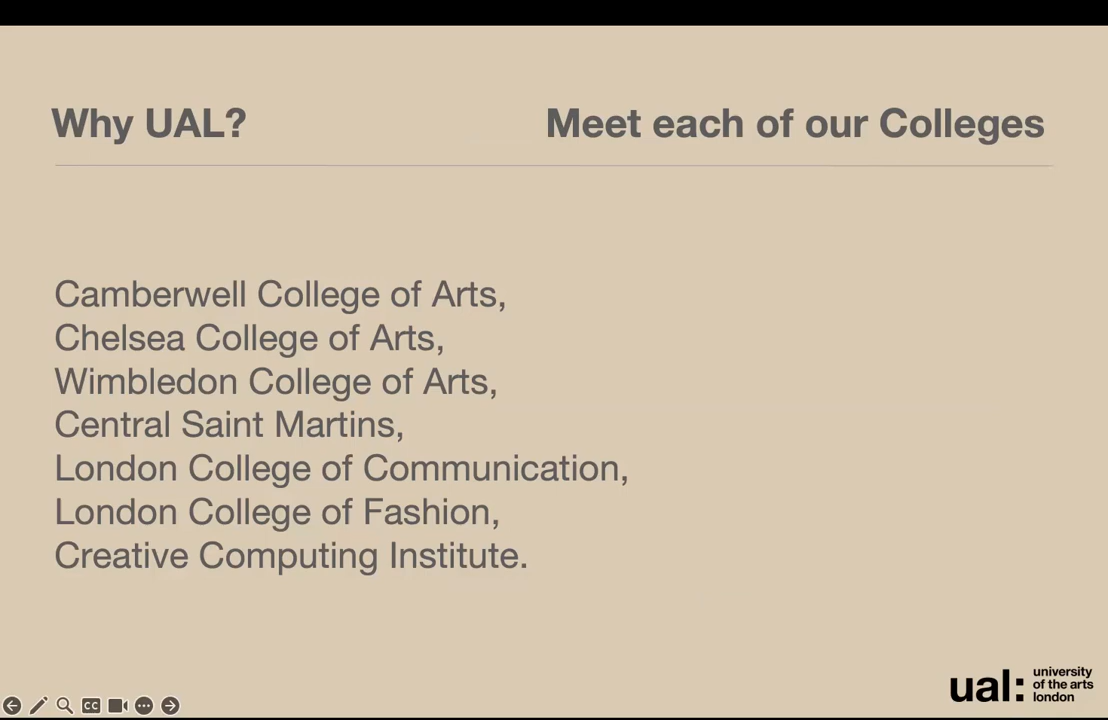 Why UAL?
Meet each of our Colleges
Camberwell College of Arts,
Chelsea College of Arts,
Wimbledon College of Arts,
Central Saint Martins,
London College of Communication,
London College of Fashion,
Creative Computing Institute.
CC
ual:
university
of the arts
london